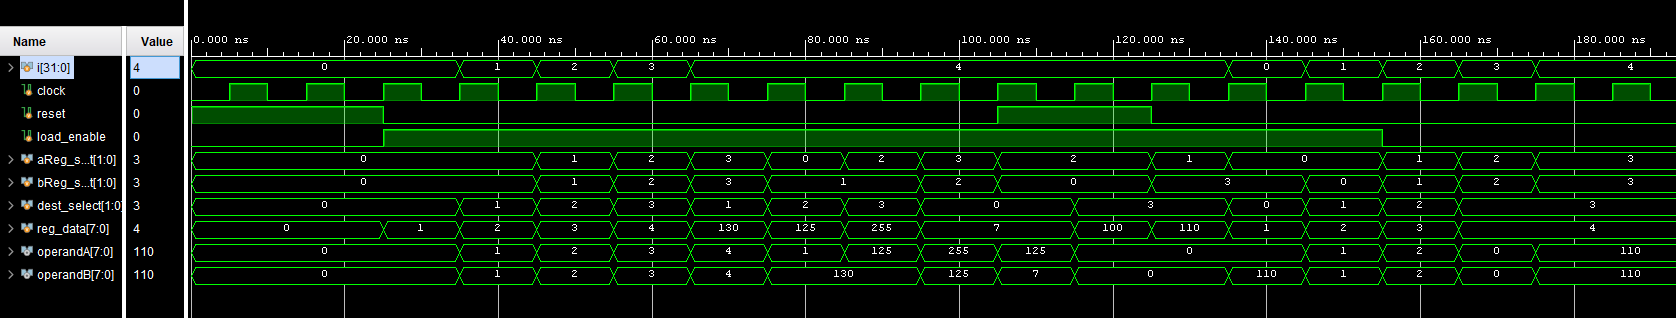 Name Value 0.000 ns 20.000 ns 40.000 ns 60.000 ns 80.000 ns 100.000 ns 120.000 ns 140.000 ns 160.000 ns 180.000 ns
i[31:0] 4 0 1 2 3 4 0 1 2 3 4
clock 0
reset 0
load_enable 0
aReg_s...t[1:0] 3 0 1 2 3 0 2 3 2 1 0 1 2 3
bReg_s...t[1:0] 3 0 1 2 3 1 2 0 3 0 1 2 3
dest_select[1:0] 3 0 1 2 3 1 2 3 0 3 0 1 2 3
reg_data[7:0] 4 0 1 2 3 4 130 125 255 7 100 110 1 2 3 4
operandA[7:0] 110 0 1 2 3 4 1 125 255 125 0 1 2 0 110
operandB[7:0] 110 0 1 2 3 4 130 125 7 0 110 1 2 0 110